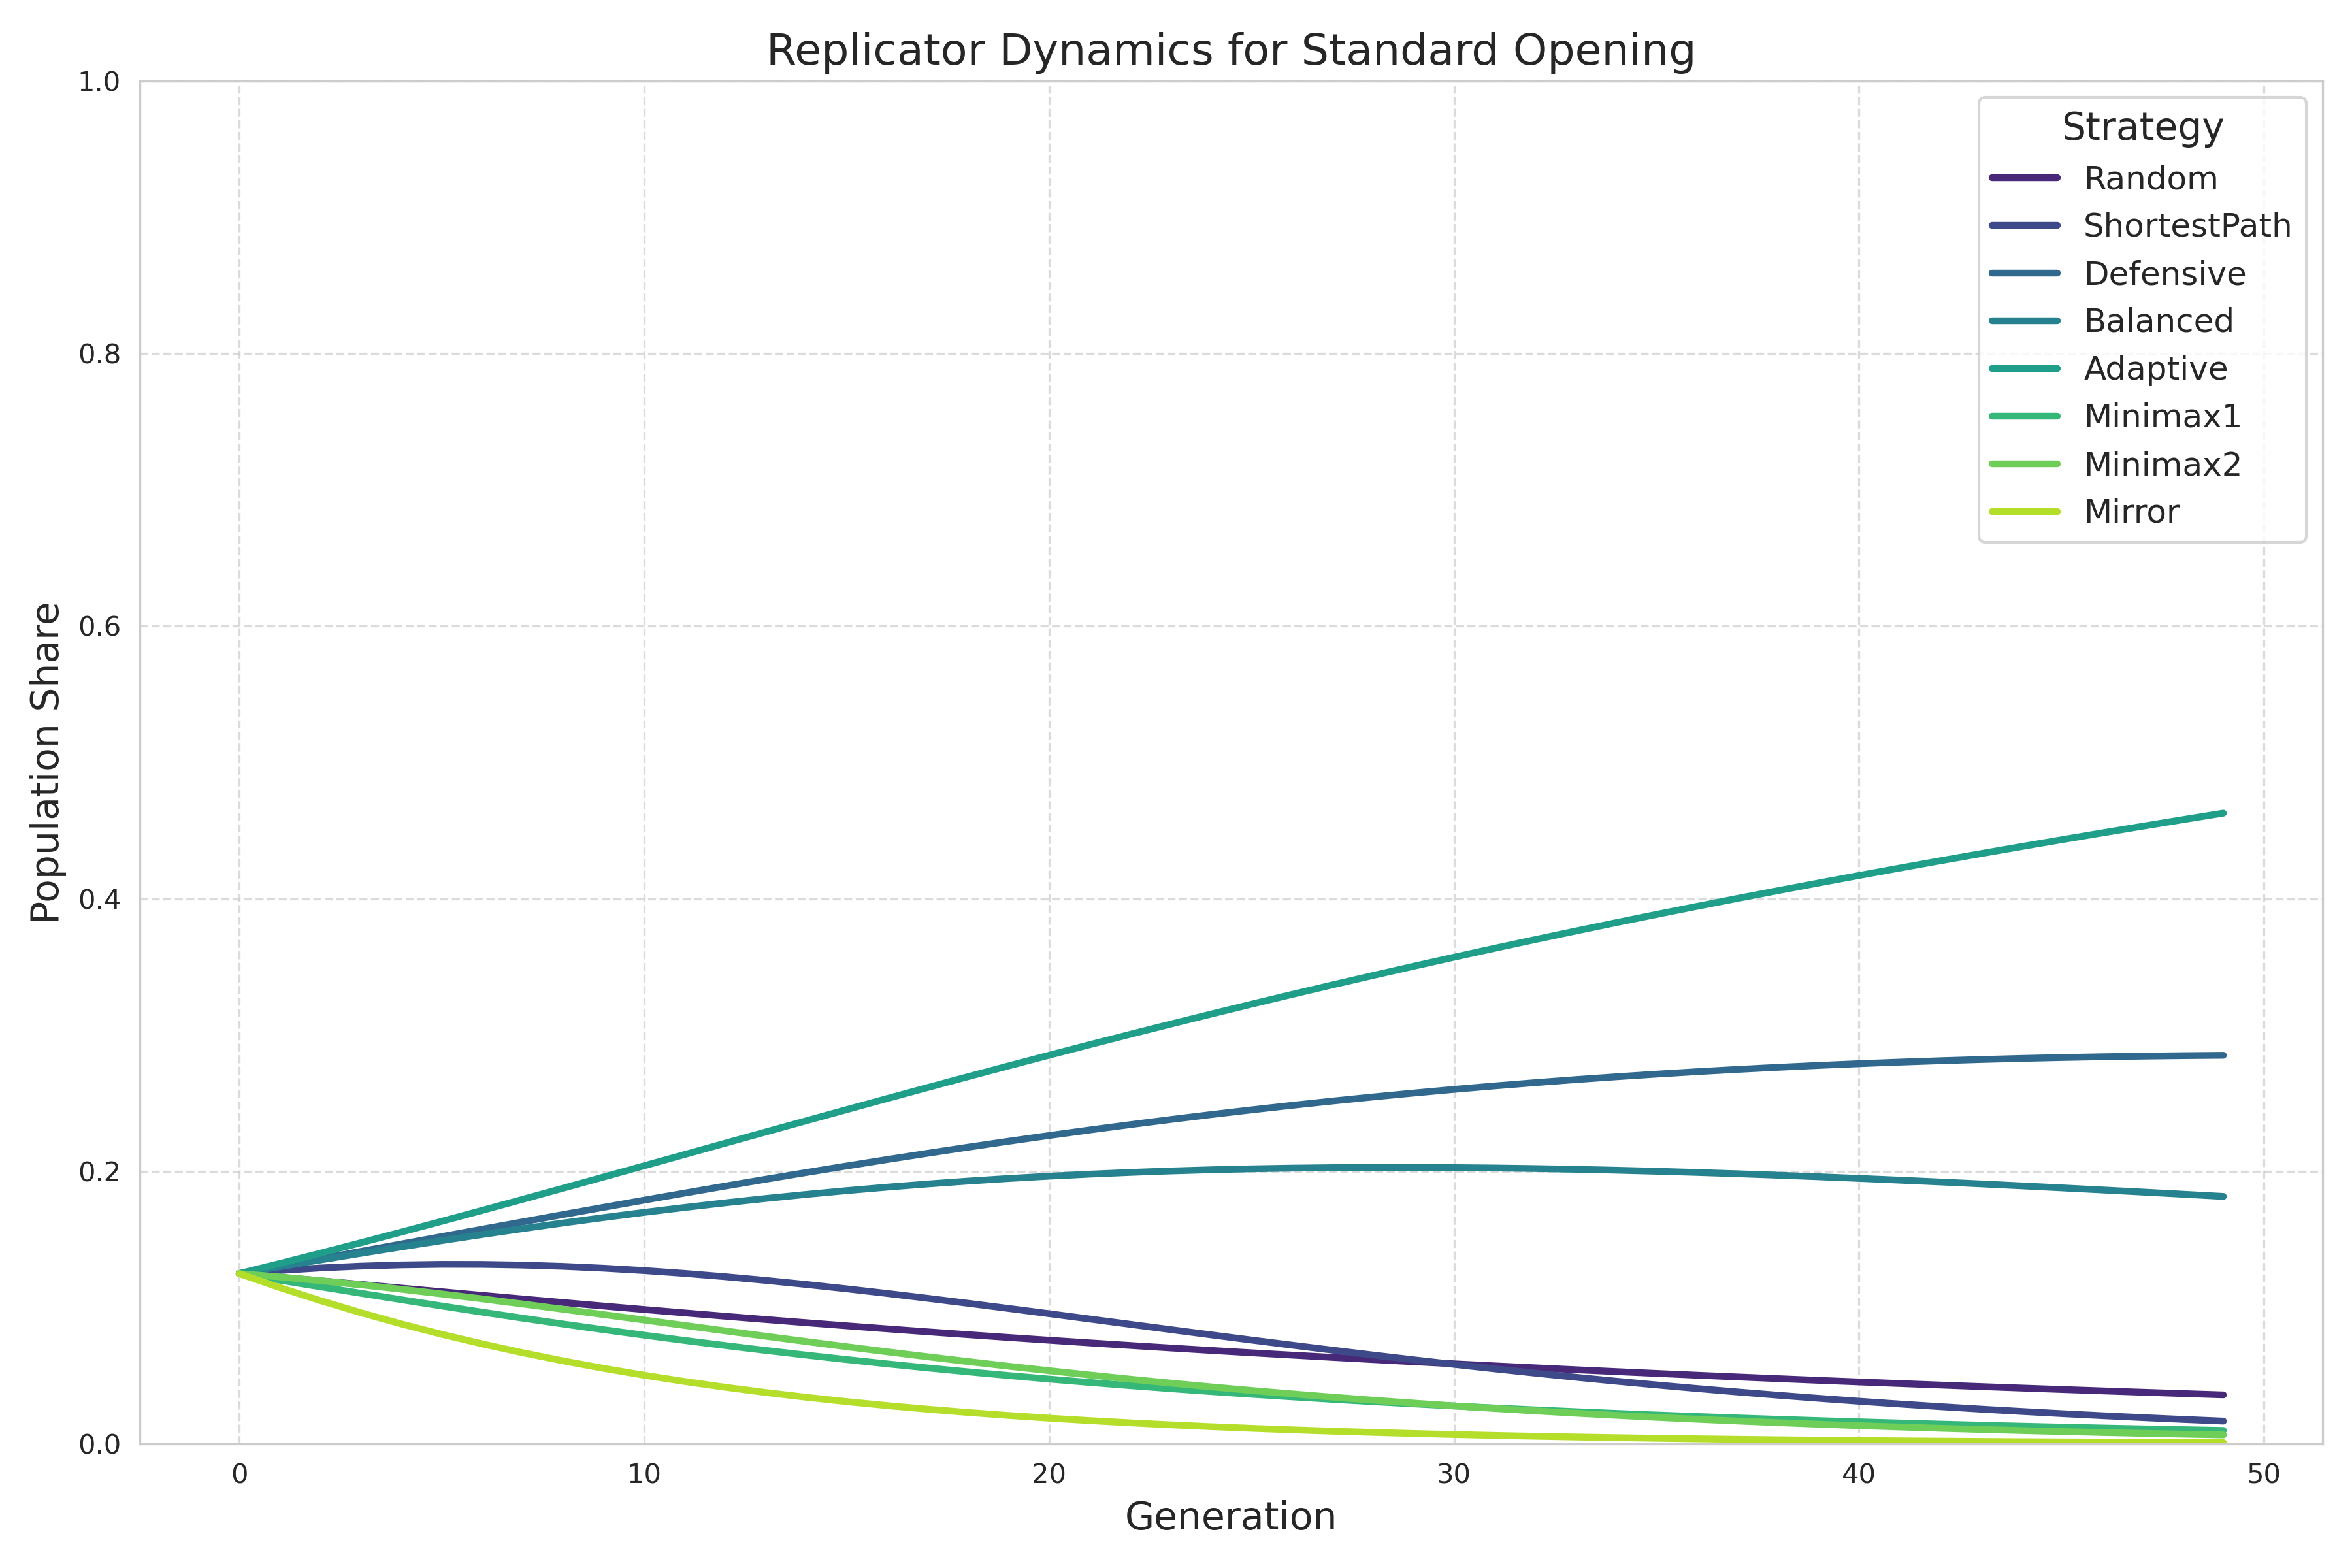 Replicator Dynamics for Standard Opening
1.0
0.8
0.6
0.4
0.2
0.0
Population Share
Strategy
Random
ShortestPath
Defensive
Balanced
Adaptive
Minimax1
Minimax2
Mirror
0
10
20
30
40
50
Generation